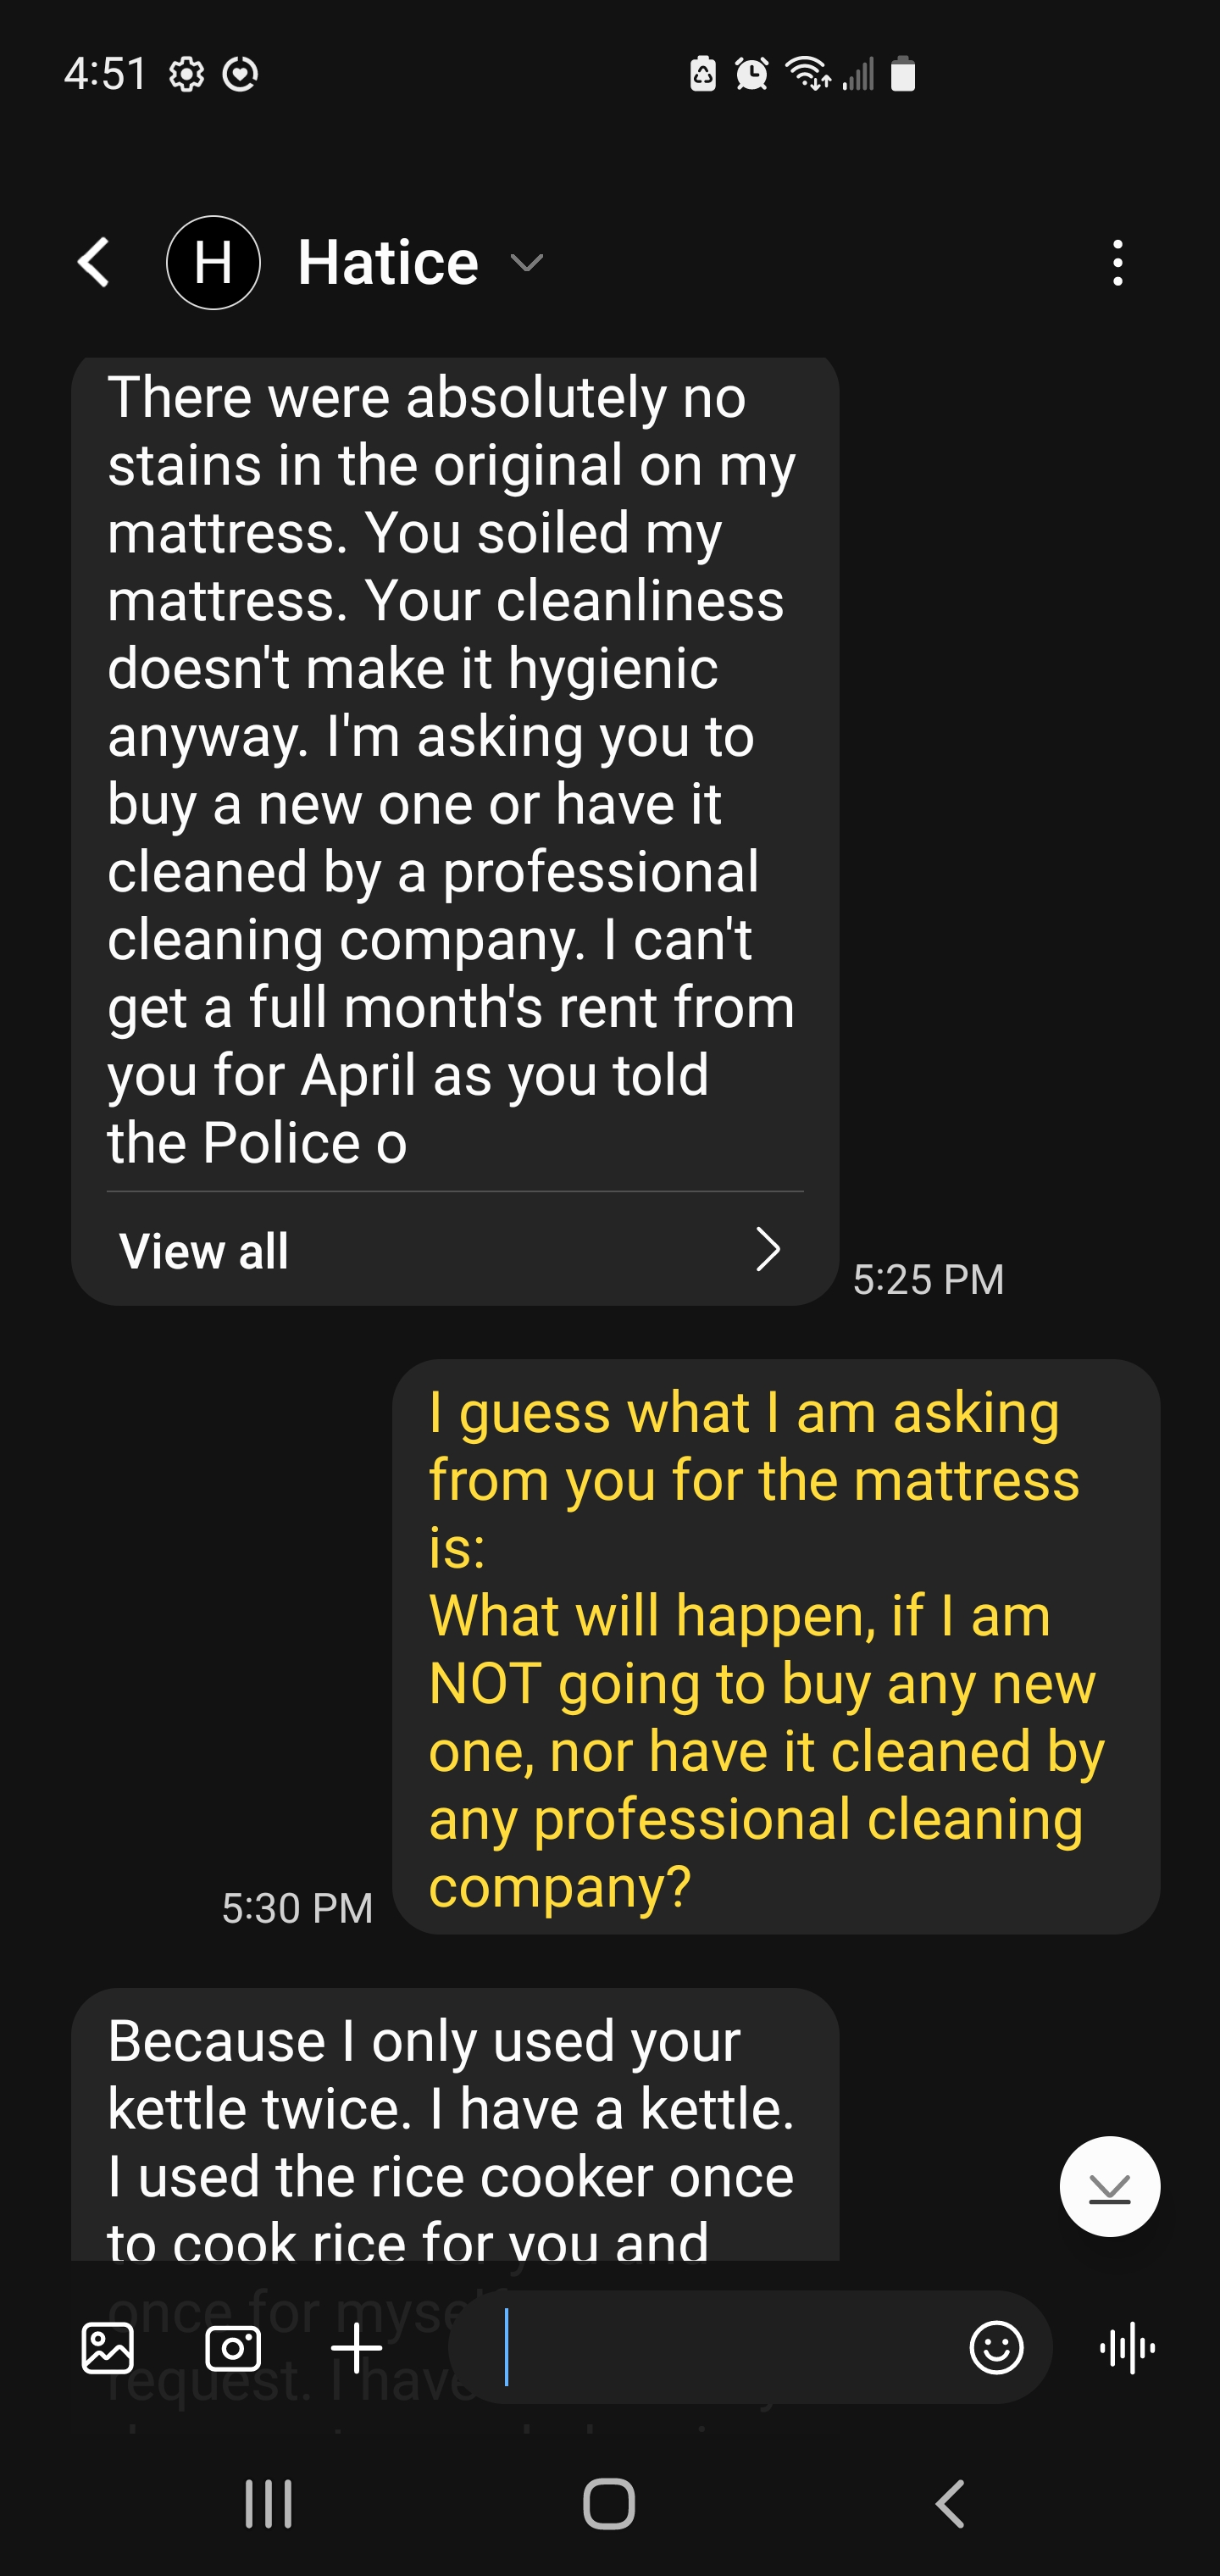 4:51
H Hatice
There were absolutely no
stains in the original on my
mattress. You soiled my
mattress. Your cleanliness
doesn't make it hygienic
anyway. I'm asking you to
buy a new one or have it
cleaned by a professional
cleaning company. I can't
get a full month's rent from
you for April as you told
the Police o
View all
5:25 PM
I guess what I am asking
from you for the mattress
is:
What will happen, if I am
NOT going to buy any new
one, nor have it cleaned by
any professional cleaning
company?
5:30 PM
Because I only used your
kettle twice. I have a kettle.
I used the rice cooker once
to cook rice for you and
once for
request. I have